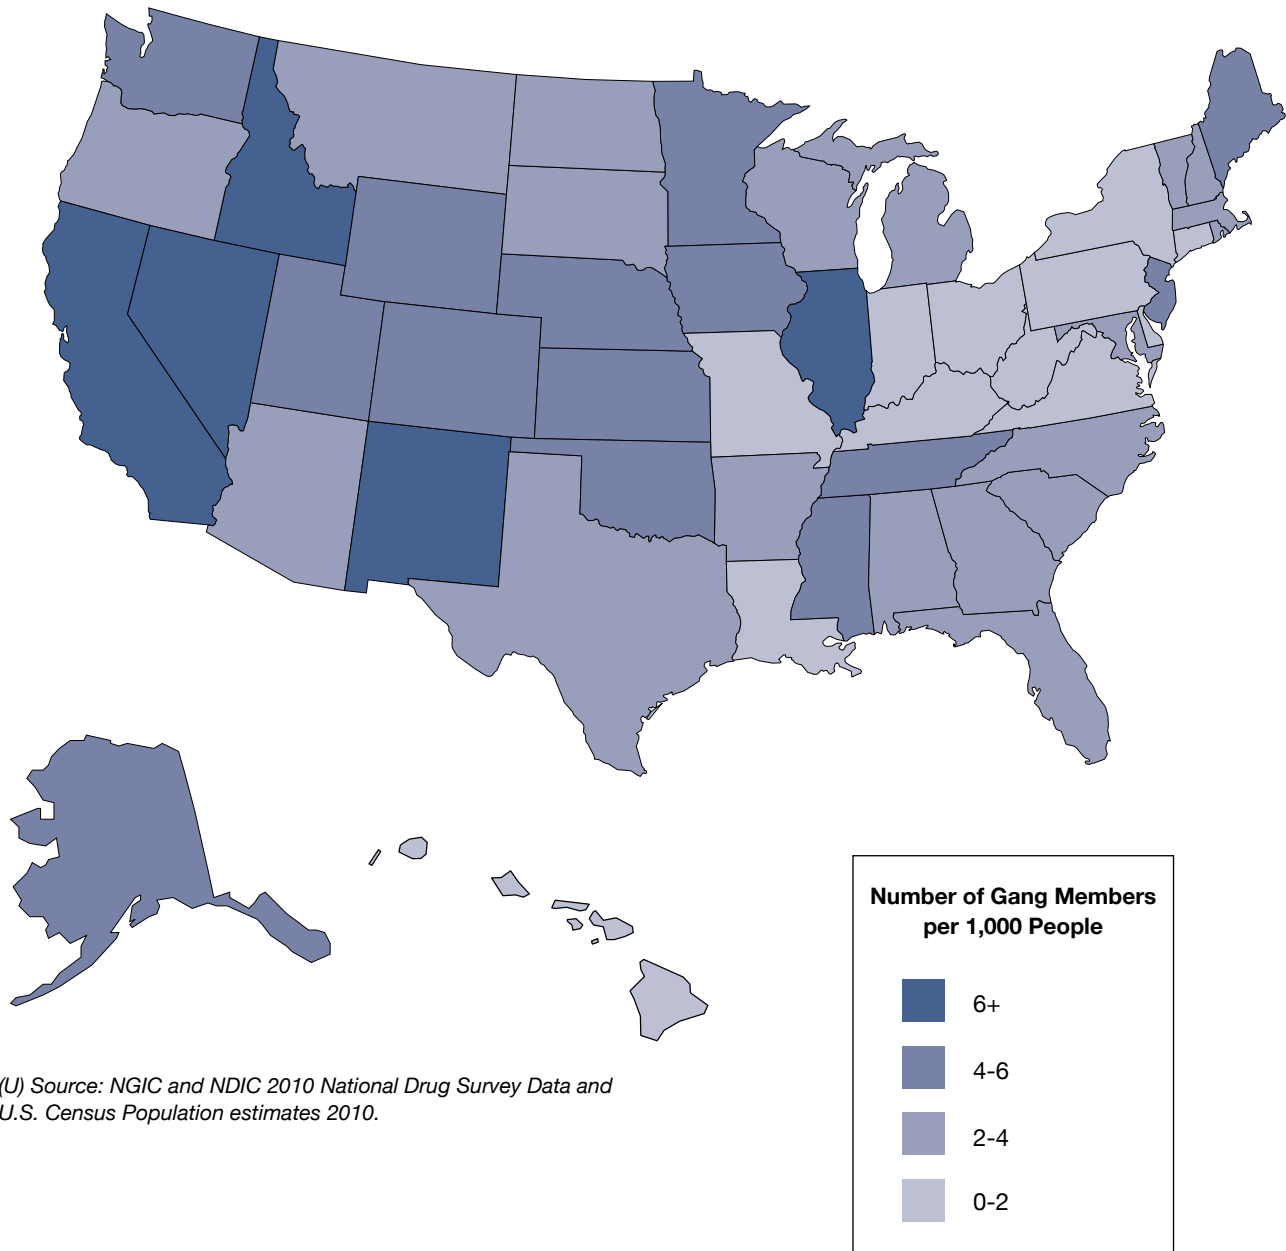 Number of Gang Members
per 1,000 People
6+
4-6
2-4
0-2
(U) Source: NGIC and NDIC 2010 National Drug Survey Data and
U.S. Census Population estimates 2010.